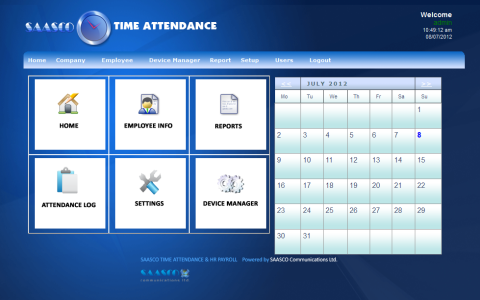 SAASCO TIME ATTENDANCE
Welcome
admin
10:49:12 am
08/07/2012
Home Company Employee Device Manager Report Setup Users Logout
HOME EMPLOYEE INFO REPORTS
ATTENDANCE LOG SETTINGS DEVICE MANAGER
<< JULY 2012 >>
Mo Tu We Th Fr Sa Su
1
2 3 4 5 6 7 8
9 10 11 12 13 14 15
16 17 18 19 20 21 22
23 24 25 26 27 28 29
30 31
SAASCO TIME ATTENDANCE & HR PAYROLL Powered by SAASCO Communications Ltd.
SAASCO
communications ltd